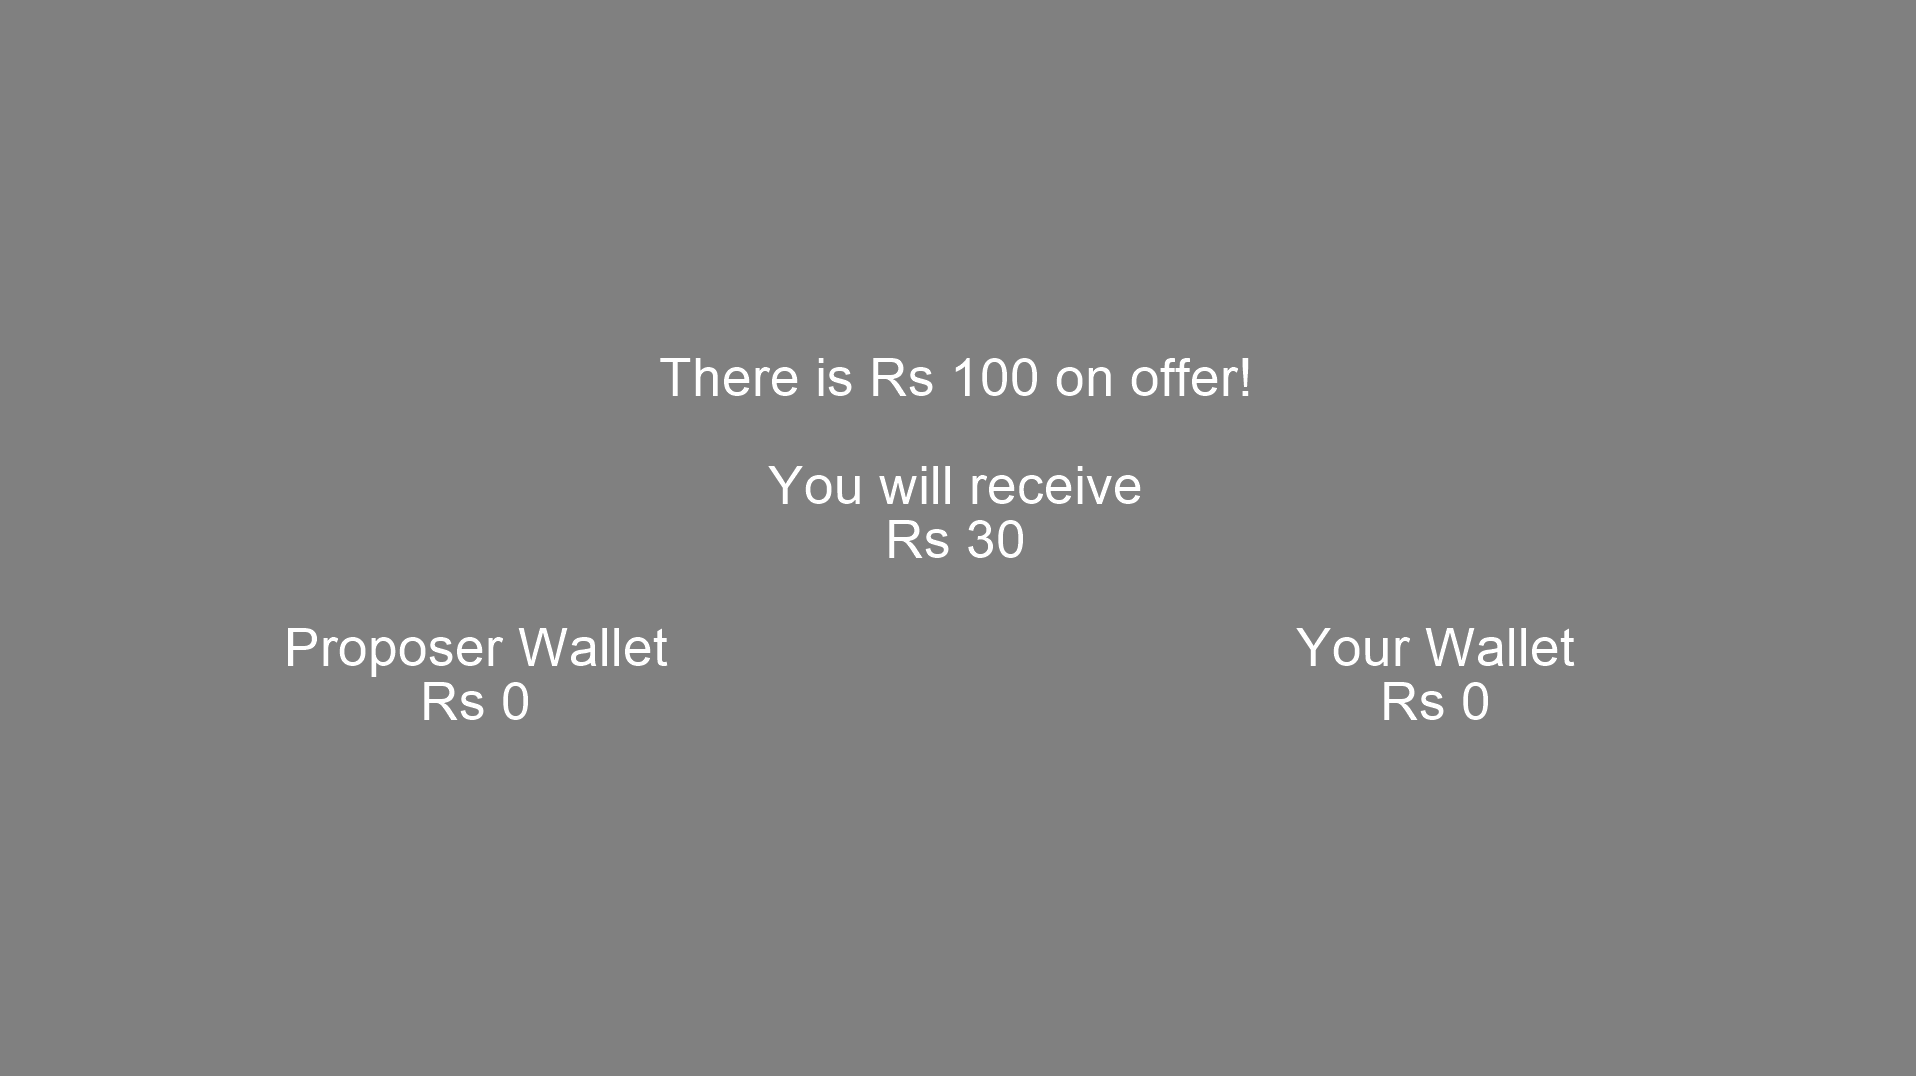 There is Rs 100 on offer!
You will receive
Rs 30
Proposer Wallet
Rs 0
Your Wallet
Rs 0